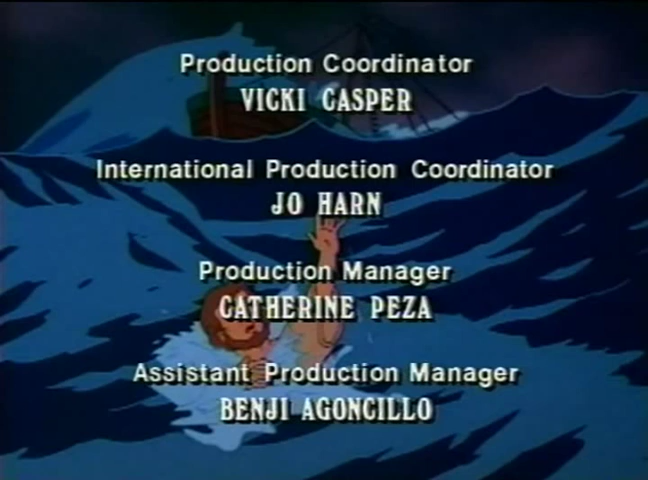 Production Coordinator
VICKI CASPER
International Production Coordinator
JO HARN
Production Manager
CATHERINE PEZA
Assistant Production Manager
BENJI AGONCILLO